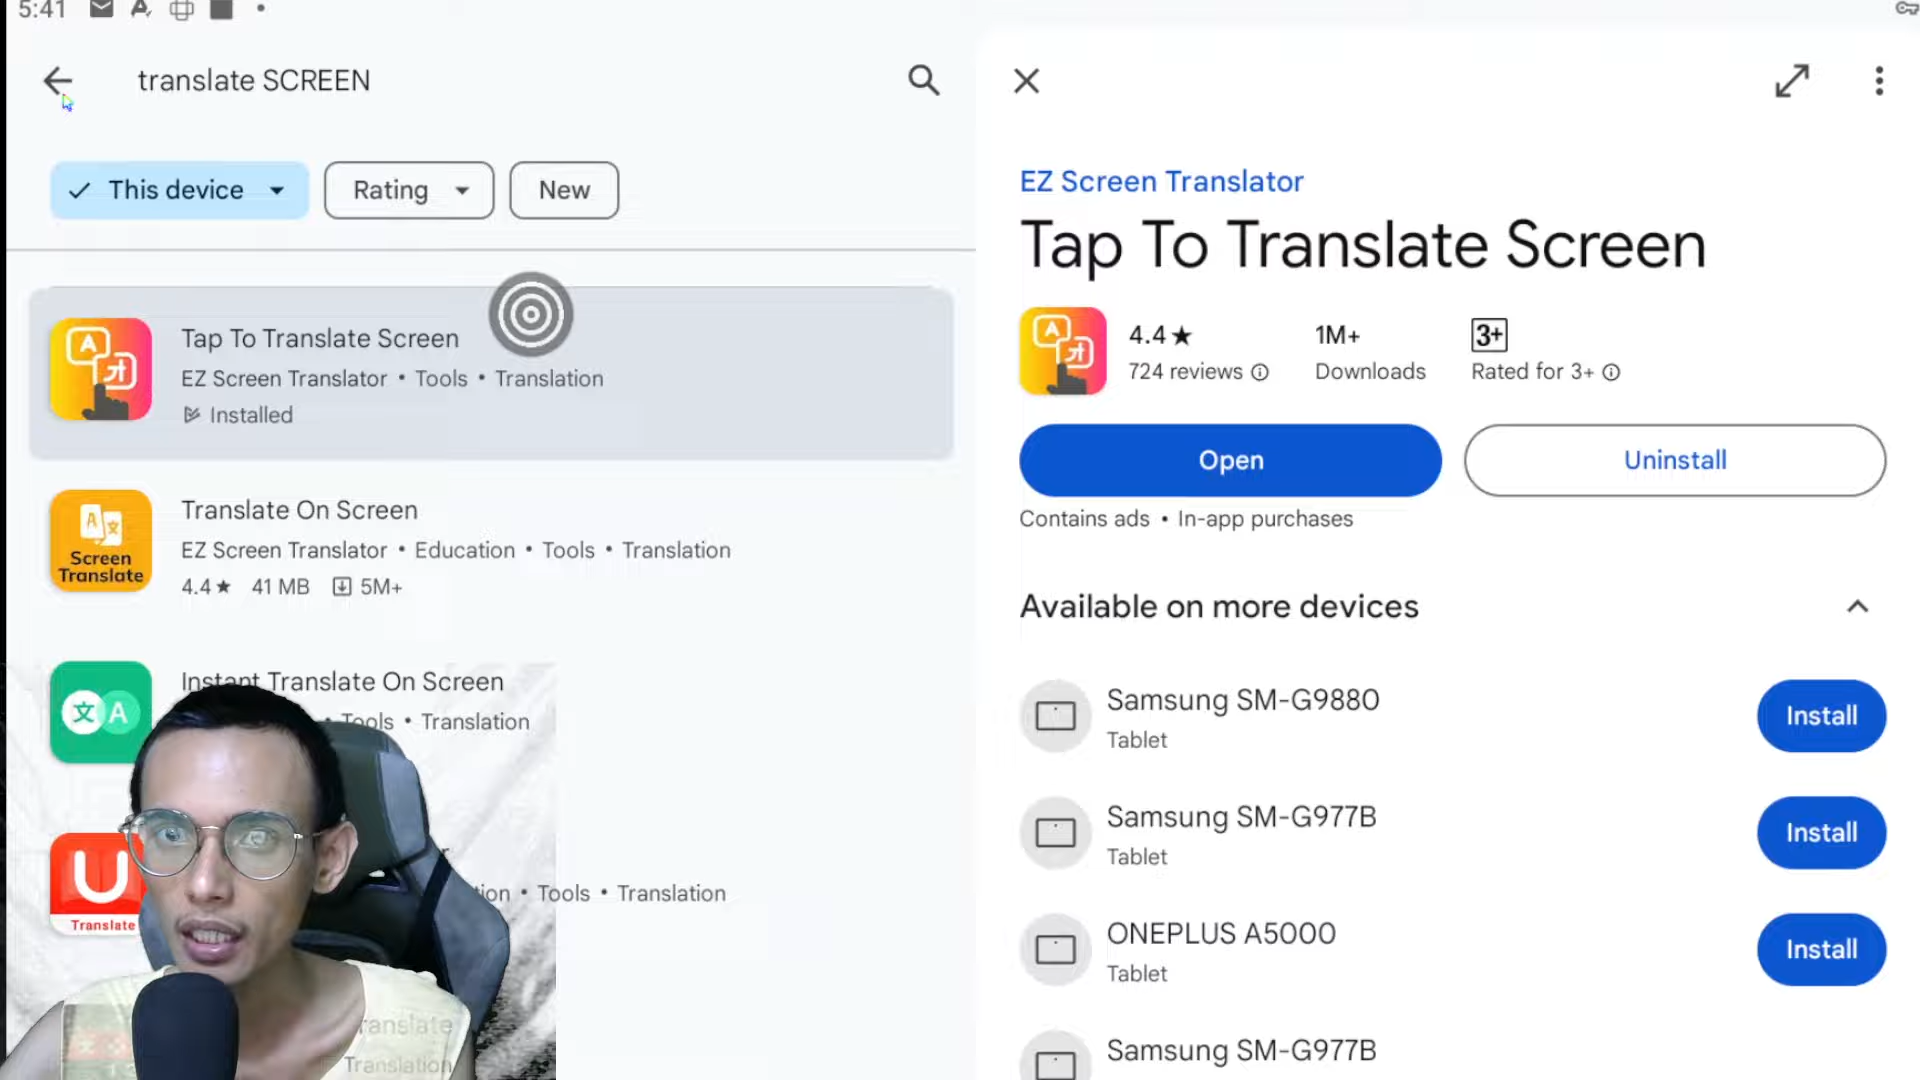 5:41
translate SCREEN
This device
Rating
New
Tap To Translate Screen
EZ Screen Translator • Tools • Translation
Installed
Screen
Translate
Translate On Screen
EZ Screen Translator • Education • Tools • Translation
4.4★ 41 MB 5M+
Instant Translate On Screen
• Tools • Translation
文 A
U
Translate
• Tools • Translation
Translation
EZ Screen Translator
Tap To Translate Screen
4.4★
724 reviews
1M+
Downloads
3+
Rated for 3+
Open
Uninstall
Contains ads • In-app purchases
Available on more devices
Samsung SM-G9880
Tablet
Install
Samsung SM-G977B
Tablet
Install
ONEPLUS A5000
Tablet
Install
Samsung SM-G977B